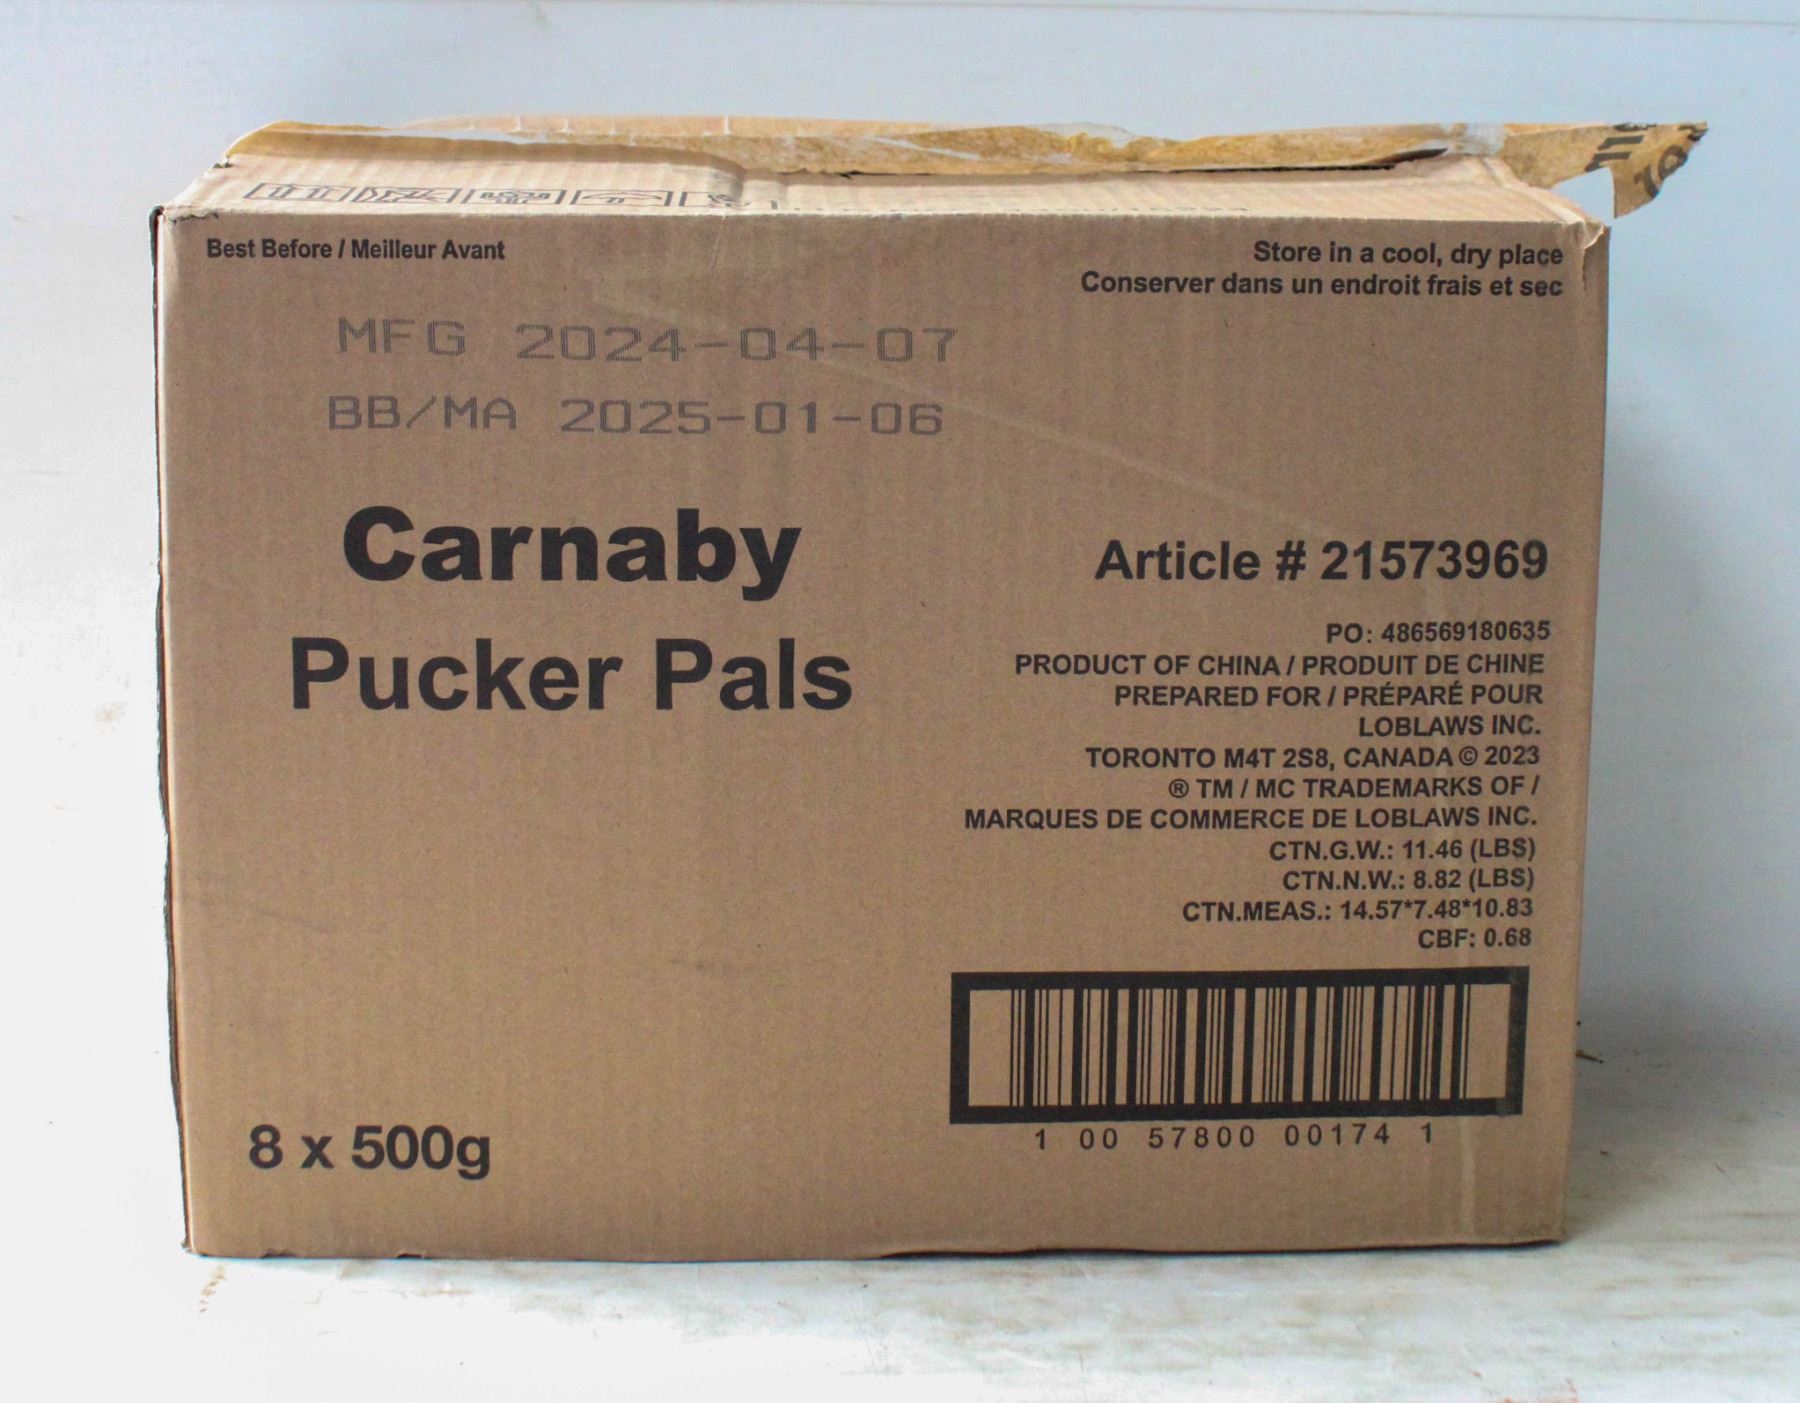 Best Before / Meilleur Avant
Store in a cool, dry place
Conserver dans un endroit frais et sec
MFG 2024-04-07
BB/MA 2025-01-06
Carnaby
Pucker Pals
Article # 21573969
PO: 486569180635
PRODUCT OF CHINA / PRODUIT DE CHINE
PREPARED FOR / PRÉPARÉ POUR
LOBLAWS INC.
TORONTO M4T 2S8, CANADA © 2023
® TM / MC TRADEMARKS OF /
MARQUES DE COMMERCE DE LOBLAWS INC.
CTN.G.W.: 11.46 (LBS)
CTN.N.W.: 8.82 (LBS)
CTN.MEAS.: 14.57*7.48*10.83
CBF: 0.68
1 00 57800 00174 1
8 x 500g